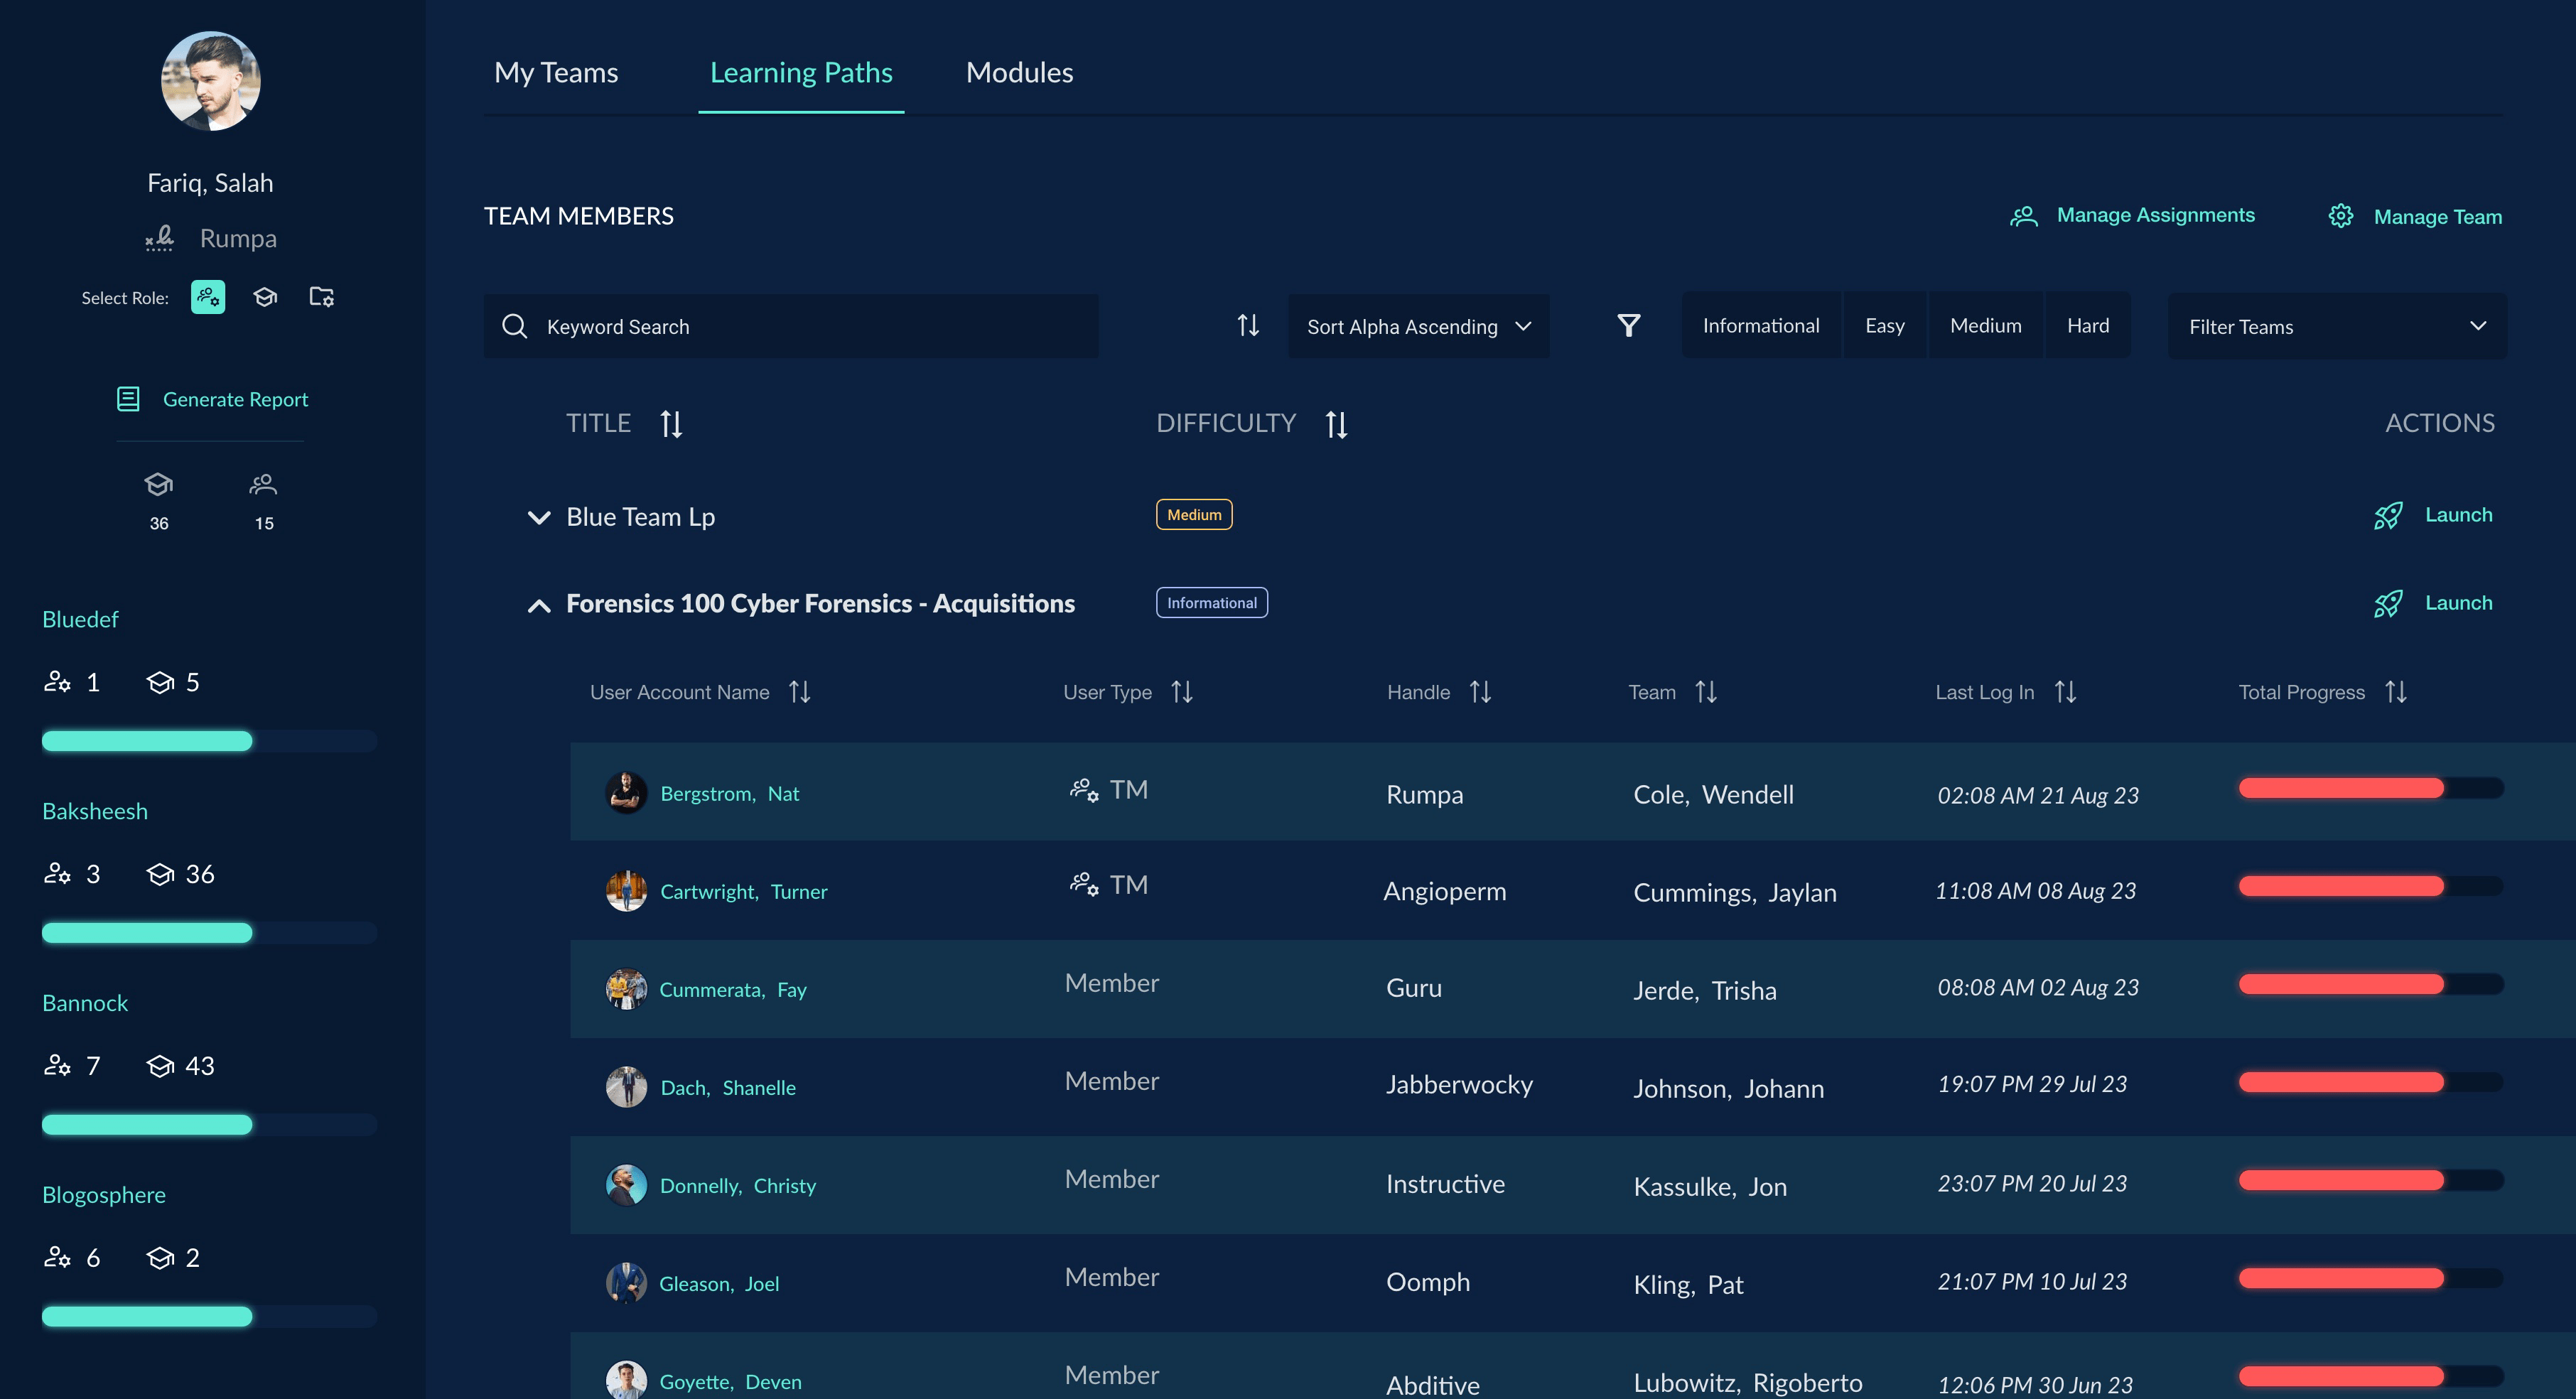 Fariq, Salah
Rumpa
Select Role:
Generate Report
36 15
Bluedef
1 5
Baksheesh
3 36
Bannock
7 43
Blogosphere
6 2
My Teams Learning Paths Modules
TEAM MEMBERS Manage Assignments Manage Team
Keyword Search Sort Alpha Ascending Informational Easy Medium Hard Filter Teams
TITLE DIFFICULTY ACTIONS
Blue Team Lp Medium Launch
Forensics 100 Cyber Forensics - Acquisitions Informational Launch
User Account Name User Type Handle Team Last Log In Total Progress
Bergstrom, Nat TM Rumpa Cole, Wendell 02:08 AM 21 Aug 23
Cartwright, Turner TM Angioperm Cummings, Jaylan 11:08 AM 08 Aug 23
Cummerata, Fay Member Guru Jerde, Trisha 08:08 AM 02 Aug 23
Dach, Shanelle Member Jabberwocky Johnson, Johann 19:07 PM 29 Jul 23
Donnelly, Christy Member Instructive Kassulke, Jon 23:07 PM 20 Jul 23
Gleason, Joel Member Oomph Kling, Pat 21:07 PM 10 Jul 23
Goyette, Deven Member Abditive Lubowitz, Rigoberto 12:06 PM 30 Jun 23